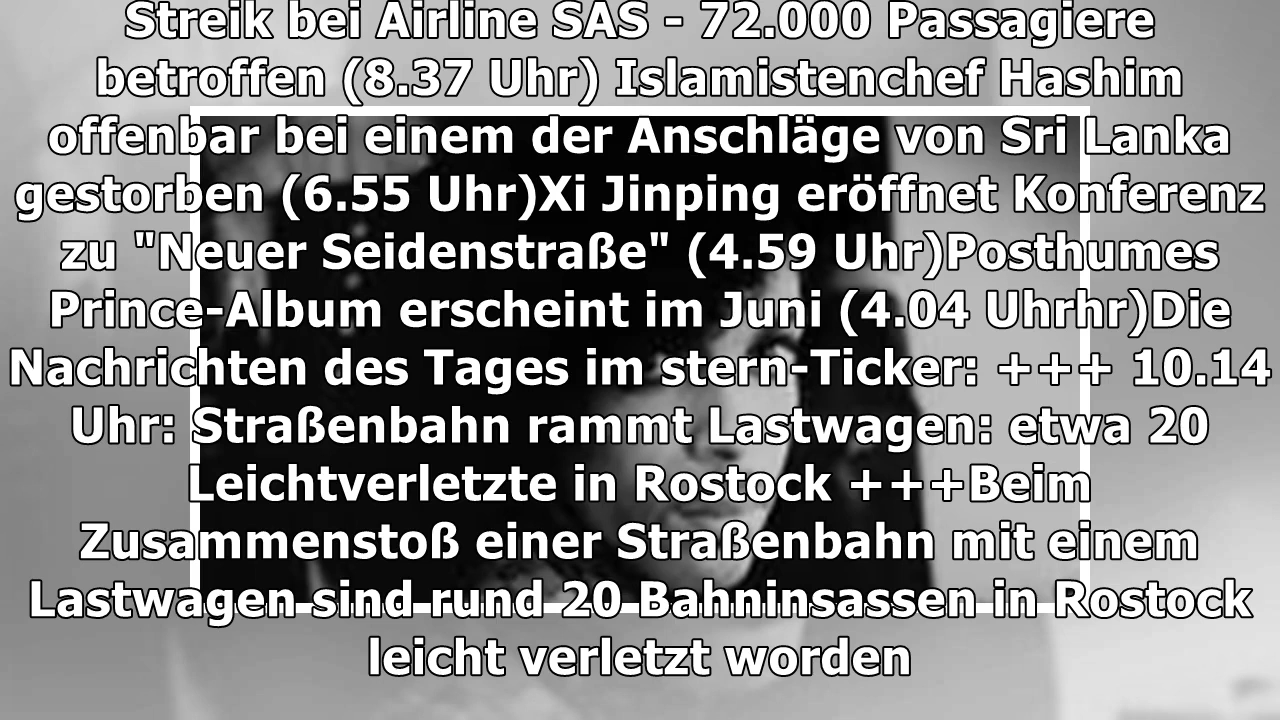 Streik bei Airline SAS - 72.000 Passagiere
betroffen (8.37 Uhr) Islamistenchef Hashim
offenbar bei einem der Anschläge von Sri Lanka
gestorben (6.55 Uhr)Xi Jinping eröffnet Konferenz
zu "Neuer Seidenstraße" (4.59 Uhr)Posthumes
Prince-Album erscheint im Juni (4.04 Uhrhr)Die
Nachrichten des Tages im stern-Ticker: +++ 10.14
Uhr: Straßenbahn rammt Lastwagen: etwa 20
Leichtverletzte in Rostock +++Beim
Zusammenstoß einer Straßenbahn mit einem
Lastwagen sind rund 20 Bahninsassen in Rostock
leicht verletzt worden